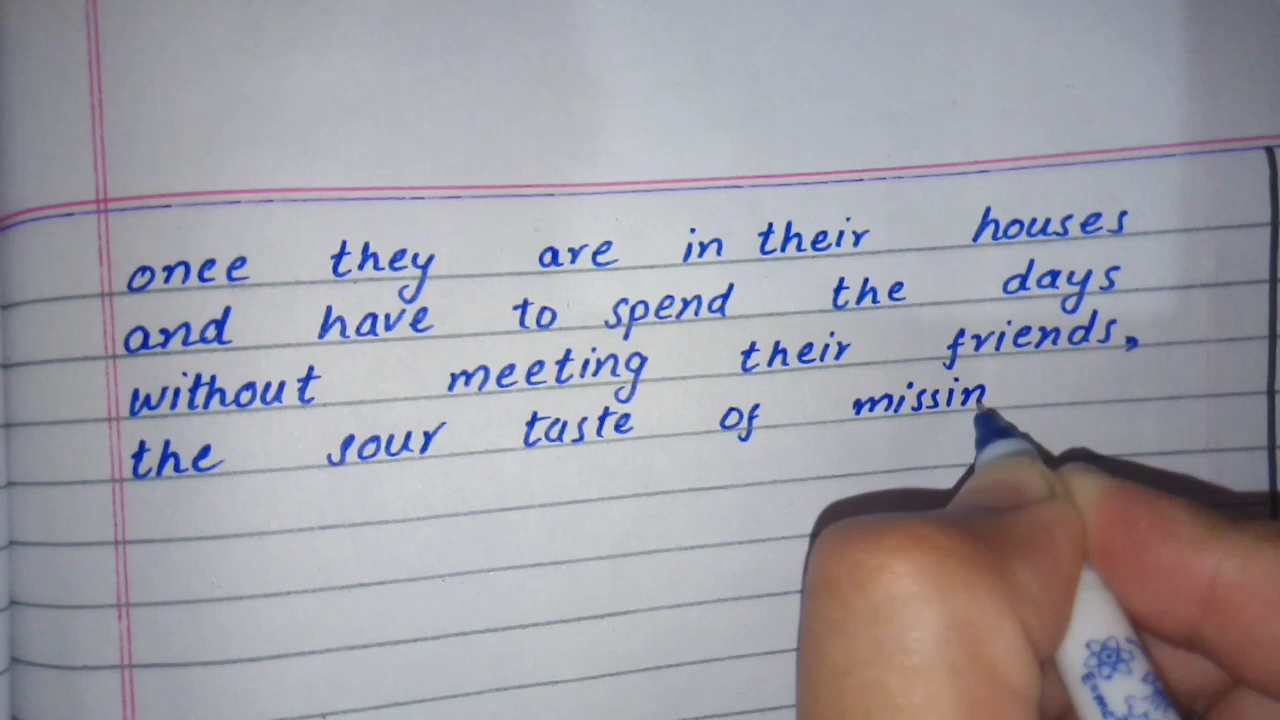 once they are in their houses
and have to spend the days
without meeting their friends,
the sour taste of missin